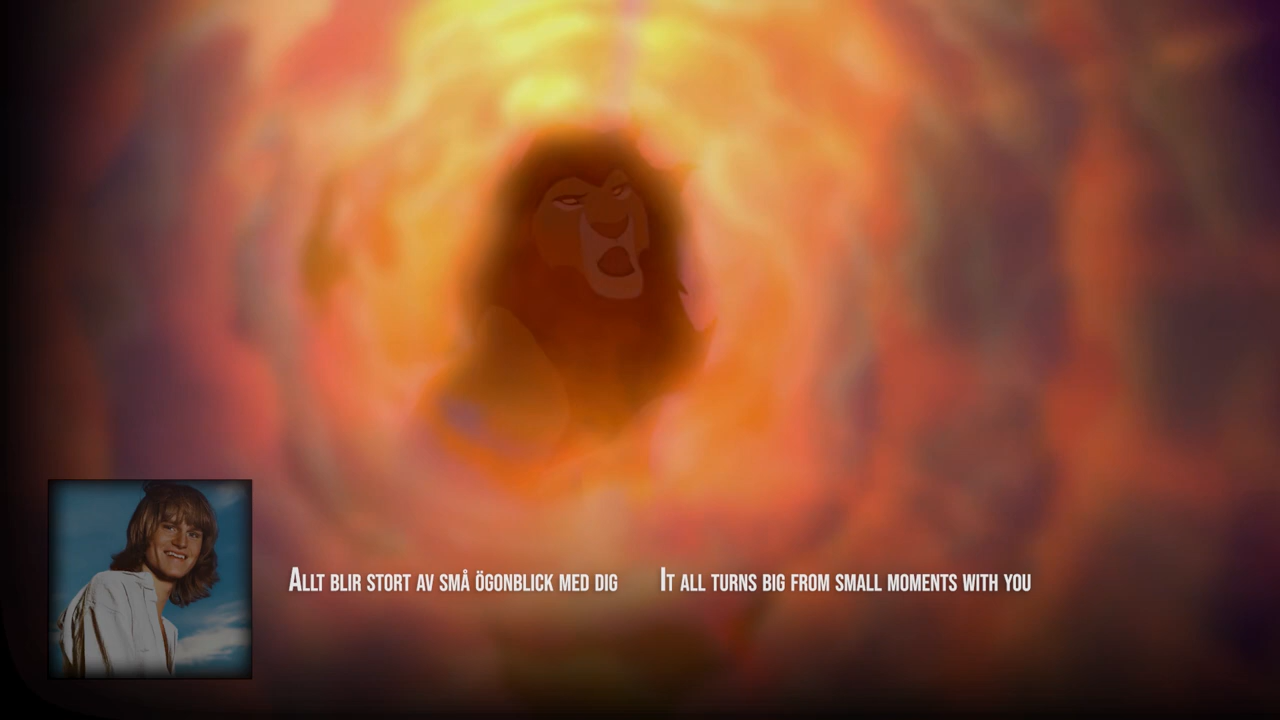 Allt blir stort av små ögonblick med dig
It all turns big from small moments with you